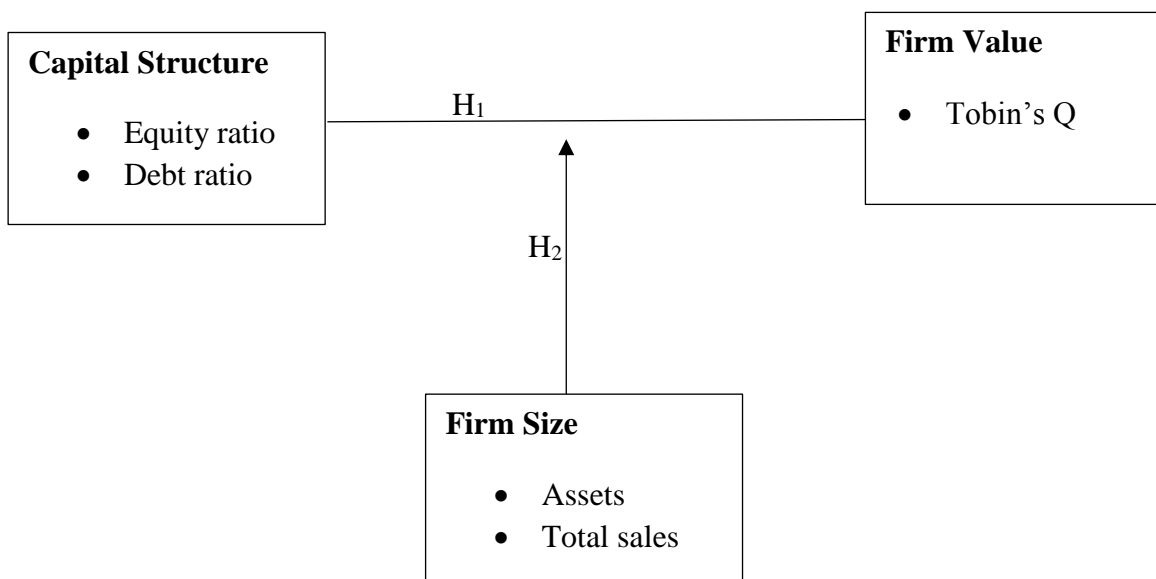 Capital Structure
• Equity ratio
• Debt ratio
H₁
Firm Value
• Tobin’s Q
H₂
Firm Size
• Assets
• Total sales